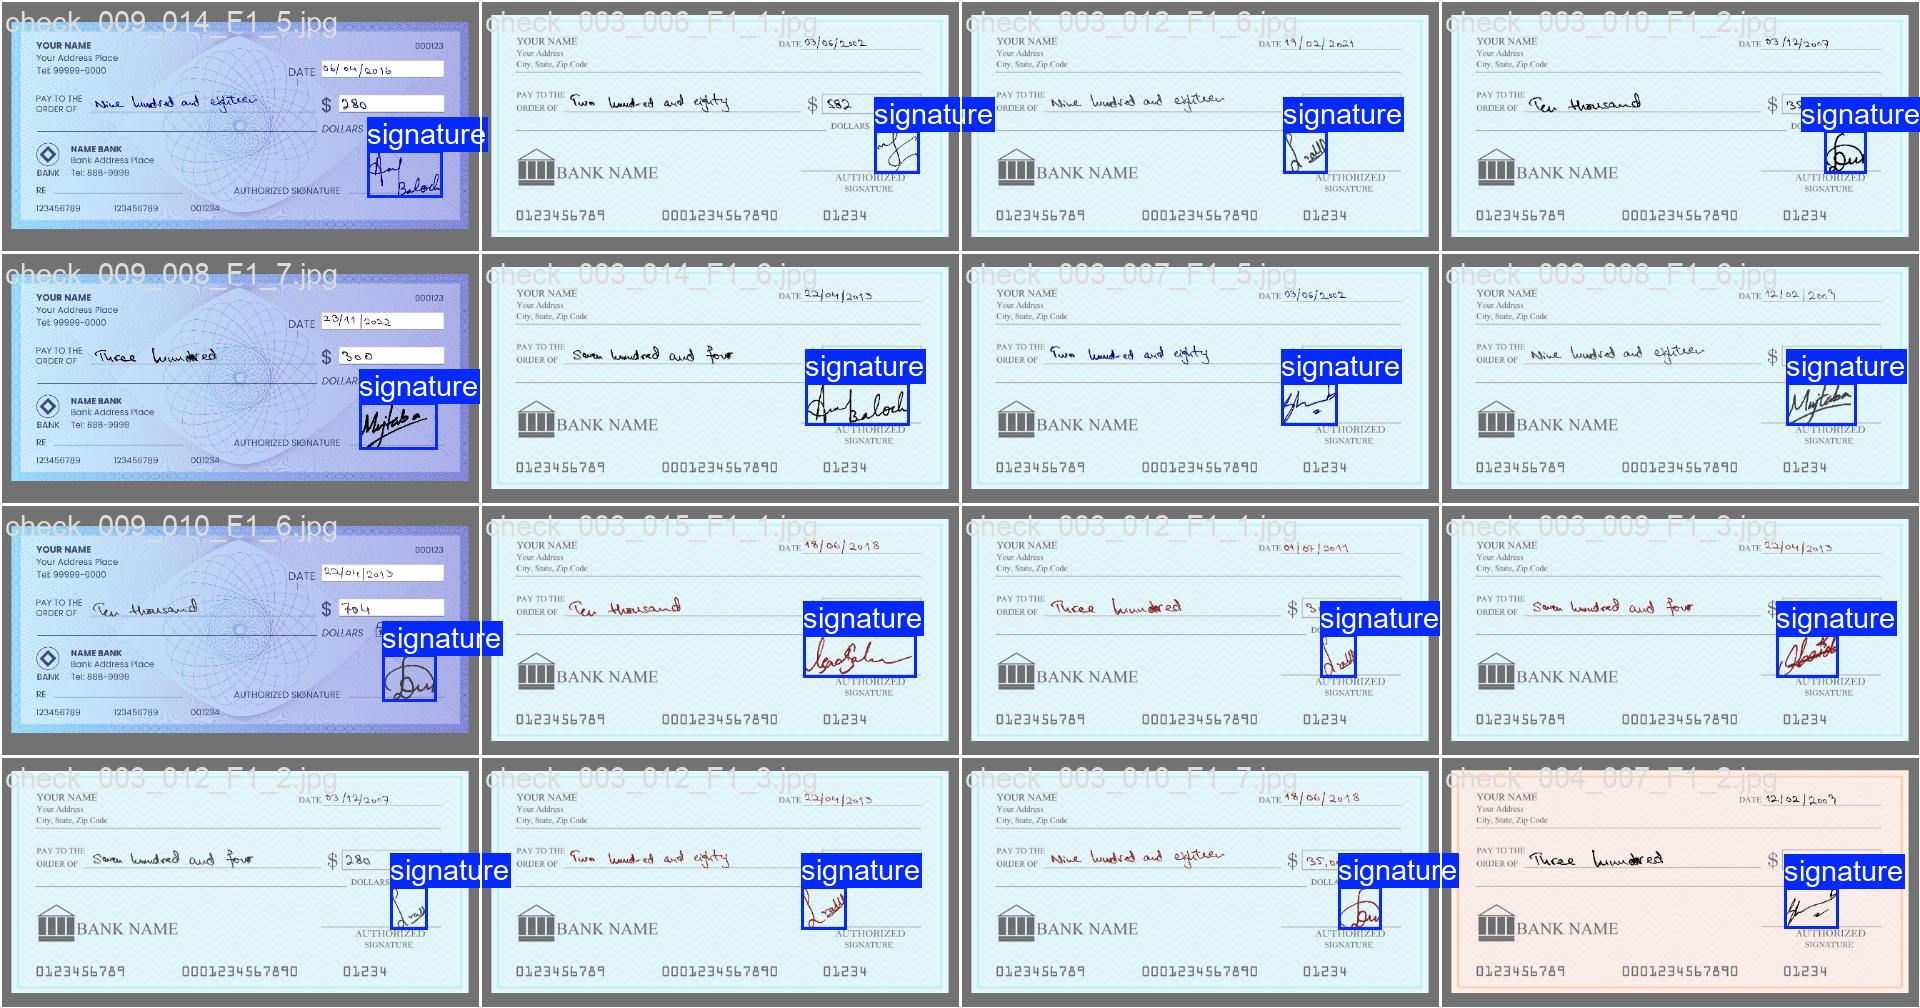 check_009_014_F1_5.jpg
YOUR NAME
Your Address Place
Tel: 99999-0000
000123
DATE 06/04/2016
PAY TO THE ORDER OF Nine hundred and eighteen $ 280
DOLLARS
signature
NAME BANK
Bank Address Place
BANK Tel: 888-9999
Baloch
RE AUTHORIZED SIGNATURE
123456789 123456789 001234
check_003_006_F1_1.jpg
YOUR NAME
Your Address
City, State, Zip Code
DATE 03/06/2002
PAY TO THE ORDER OF Two hundred and eighty $ 582
DOLLARS
signature
BANK NAME
AUTHORIZED SIGNATURE
0123456789 0001234567890 01234
check_003_012_F1_6.jpg
YOUR NAME
Your Address
City, State, Zip Code
DATE 19/02/2021
PAY TO THE ORDER OF Nine hundred and eighteen
signature
BANK NAME
AUTHORIZED SIGNATURE
0123456789 0001234567890 01234
check_003_010_F1_2.jpg
YOUR NAME
Your Address
City, State, Zip Code
DATE 03/12/2007
PAY TO THE ORDER OF Ten thousand $ 35
signature
BANK NAME
AUTHORIZED SIGNATURE
0123456789 0001234567890 01234
check_009_008_F1_7.jpg
YOUR NAME
Your Address Place
Tel: 99999-0000
000123
DATE 23/11/2022
PAY TO THE ORDER OF Three hundred $ 300
DOLLARS
signature
NAME BANK
Bank Address Place
BANK Tel: 888-9999
Mujtaba
RE AUTHORIZED SIGNATURE
123456789 123456789 001234
check_003_014_F1_6.jpg
YOUR NAME
Your Address
City, State, Zip Code
DATE 22/04/2013
PAY TO THE ORDER OF Seven hundred and four
signature
Baloch
BANK NAME
AUTHORIZED SIGNATURE
0123456789 0001234567890 01234
check_003_007_F1_5.jpg
YOUR NAME
Your Address
City, State, Zip Code
DATE 03/06/2002
PAY TO THE ORDER OF Two hundred and eighty
signature
BANK NAME
AUTHORIZED SIGNATURE
0123456789 0001234567890 01234
check_003_008_F1_6.jpg
YOUR NAME
Your Address
City, State, Zip Code
DATE 12/02/2009
PAY TO THE ORDER OF Nine hundred and eighteen $
signature
Mujtaba
BANK NAME
AUTHORIZED SIGNATURE
0123456789 0001234567890 01234
check_009_010_F1_6.jpg
YOUR NAME
Your Address Place
Tel: 99999-0000
000123
DATE 22/04/2013
PAY TO THE ORDER OF Ten thousand $ 704
DOLLARS
signature
NAME BANK
Bank Address Place
BANK Tel: 888-9999
RE AUTHORIZED SIGNATURE
123456789 123456789 001234
check_003_015_F1_1.jpg
YOUR NAME
Your Address
City, State, Zip Code
DATE 18/06/2018
PAY TO THE ORDER OF Ten thousand
signature
BANK NAME
AUTHORIZED SIGNATURE
0123456789 0001234567890 01234
check_003_012_F1_1.jpg
YOUR NAME
Your Address
City, State, Zip Code
DATE 01/07/2011
PAY TO THE ORDER OF Three hundred $ 3
signature
BANK NAME
AUTHORIZED SIGNATURE
0123456789 0001234567890 01234
check_003_009_F1_3.jpg
YOUR NAME
Your Address
City, State, Zip Code
DATE 22/04/2013
PAY TO THE ORDER OF Seven hundred and four $
signature
BANK NAME
AUTHORIZED SIGNATURE
0123456789 0001234567890 01234
check_003_012_F1_2.jpg
YOUR NAME
Your Address
City, State, Zip Code
DATE 03/12/2007
PAY TO THE ORDER OF Seven hundred and four $ 280
DOLLARS
signature
BANK NAME
AUTHORIZED SIGNATURE
0123456789 0001234567890 01234
check_003_012_F1_3.jpg
YOUR NAME
Your Address
City, State, Zip Code
DATE 22/04/2013
PAY TO THE ORDER OF Two hundred and eighty
signature
BANK NAME
AUTHORIZED SIGNATURE
0123456789 0001234567890 01234
check_003_010_F1_7.jpg
YOUR NAME
Your Address
City, State, Zip Code
DATE 18/06/2018
PAY TO THE ORDER OF Nine hundred and eighteen $ 35,0
signature
BANK NAME
AUTHORIZED SIGNATURE
0123456789 0001234567890 01234
check_004_007_F1_2.jpg
YOUR NAME
Your Address
City, State, Zip Code
DATE 12/02/2009
PAY TO THE ORDER OF Three hundred $
signature
BANK NAME
AUTHORIZED SIGNATURE
0123456789 0001234567890 01234